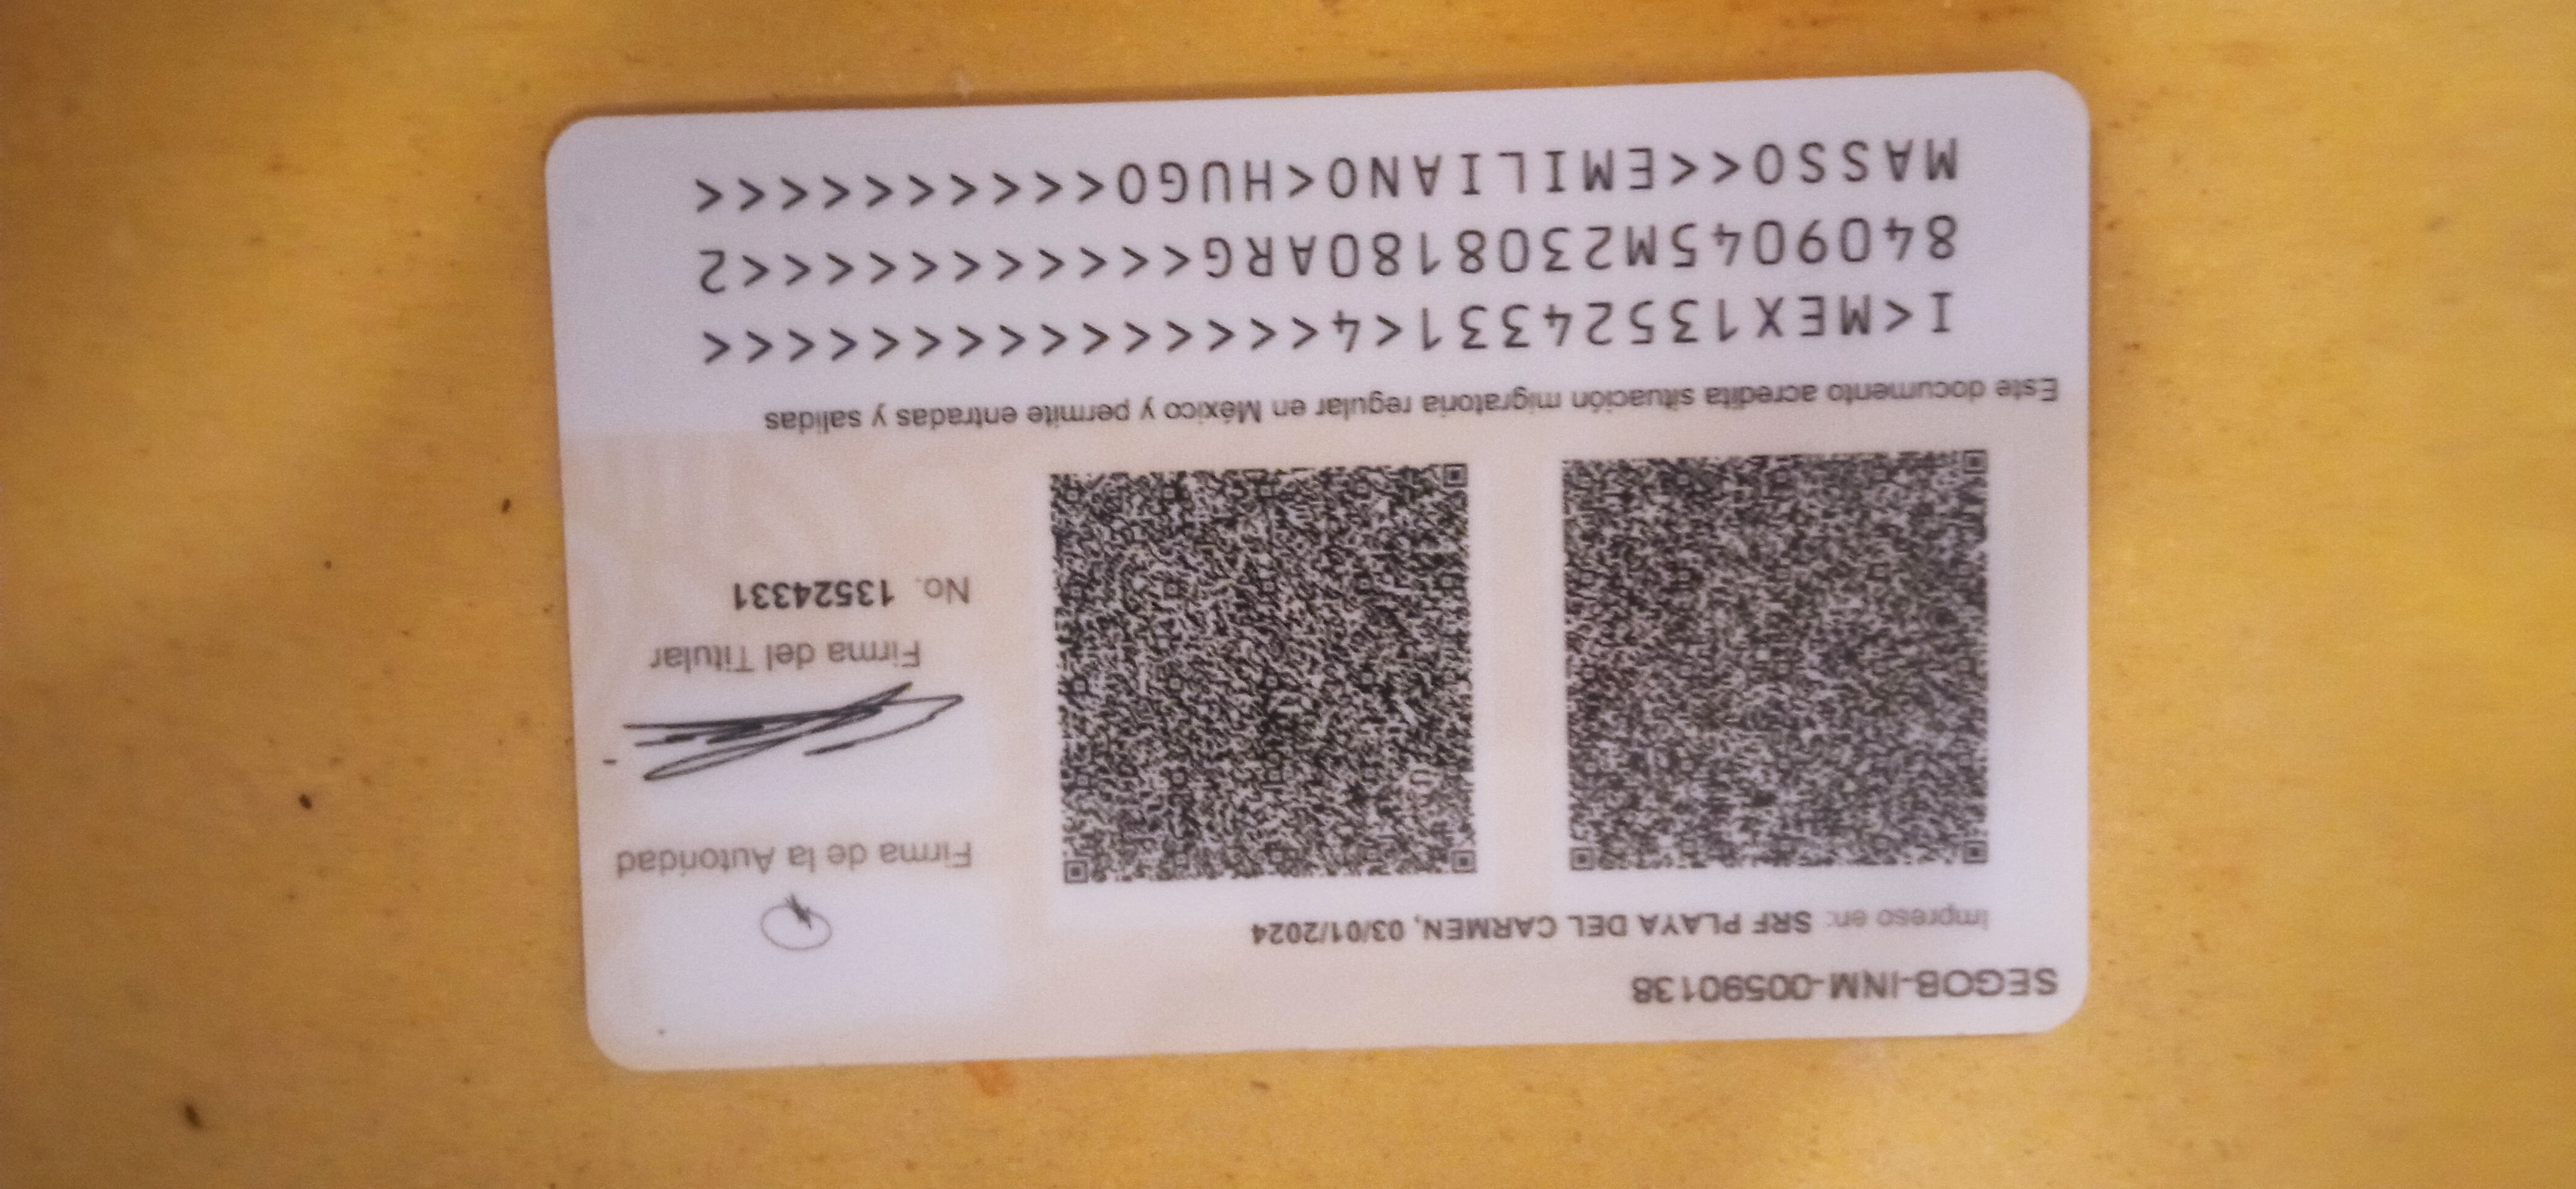 SEGOB-INM-00590138
Impreso en: SRF PLAYA DEL CARMEN, 03/01/2024
Firma de la Autoridad
Firma del Titular
No. 13524331
Este documento acredita situación migratoria regular en México y permite entradas y salidas
I<MEX13524331<4<<<<<<<<<<<<<<<
8409045M2308180ARG<<<<<<<<<<<2
MASSO<<EMILIANO<HUGO<<<<<<<<<<